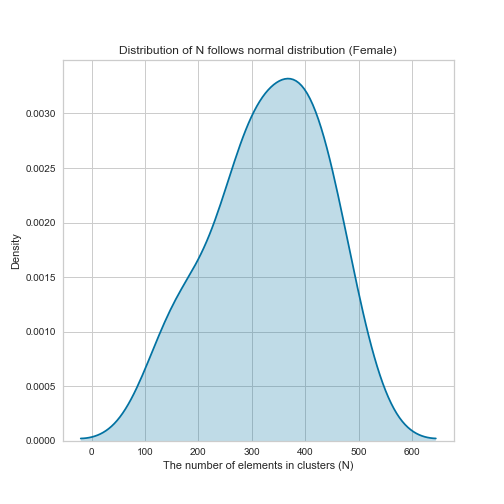 Distribution of N follows normal distribution (Female)
0.0030
0.0025
0.0020
0.0015
0.0010
0.0005
0.0000
Density
0 100 200 300 400 500 600
The number of elements in clusters (N)